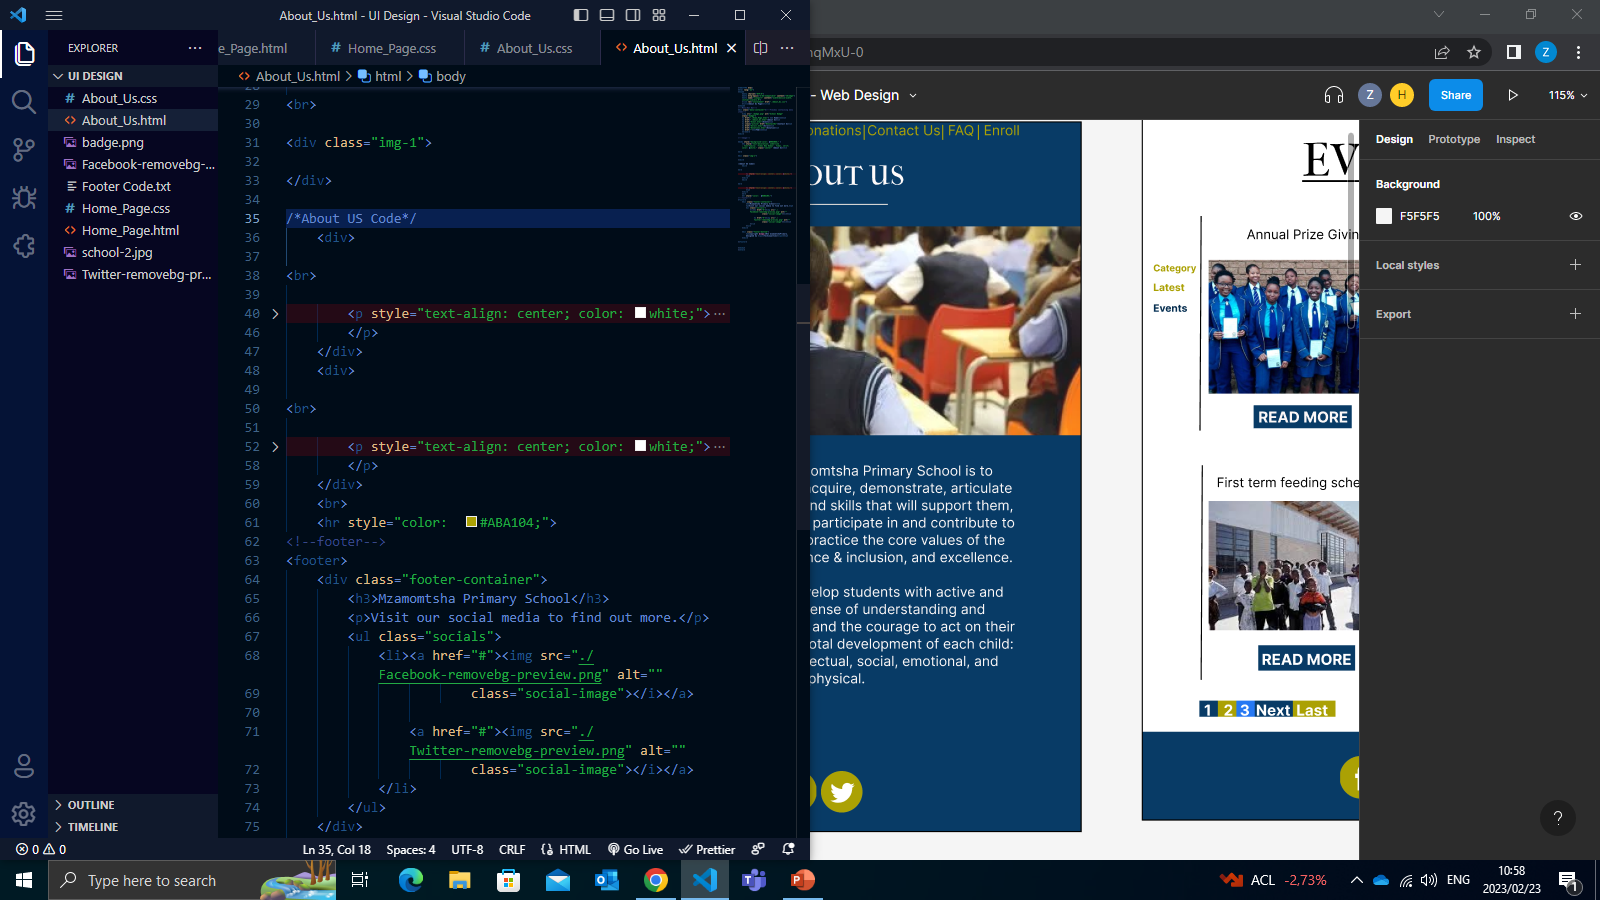 About_Us.html - UI Design - Visual Studio Code
EXPLORER
e_Page.html
# Home_Page.css
# About_Us.css
<> About_Us.html
<> About_Us.html > html > body
UI DESIGN
# About_Us.css
<> About_Us.html
badge.png
Facebook-removebg-...
Footer Code.txt
# Home_Page.css
<> Home_Page.html
school-2.jpg
Twitter-removebg-pr...
OUTLINE
TIMELINE
29 <br>
30
31 <div class="img-1">
32
33 </div>
34
35 /*About US Code*/
36 <div>
37
38 <br>
39
40 <p style="text-align: center; color: white;">...
46 </p>
47 </div>
48 <div>
49
50 <br>
51
52 <p style="text-align: center; color: white;">...
58 </p>
59 </div>
60 <br>
61 <hr style="color: #ABA104;">
62 <!--footer-->
63 <footer>
64 <div class="footer-container">
65 <h3>Mzamomtsha Primary School</h3>
66 <p>Visit our social media to find out more.</p>
67 <ul class="socials">
68 <li><a href="#"><img src="./
Facebook-removebg-preview.png" alt=""
69 class="social-image"></i></a>
70
71 <a href="#"><img src="./
Twitter-removebg-preview.png" alt=""
72 class="social-image"></i></a>
73 </li>
74 </ul>
75 </div>
0 0
Ln 35, Col 18
Spaces: 4
UTF-8
CRLF
HTML
Go Live
Prettier
nqMxU-0
Z
- Web Design
Z
H
Share
115%
onations| Contact Us| FAQ | Enroll
OUT US
omtsha Primary School is to
cquire, demonstrate, articulate
nd skills that will support them,
participate in and contribute to
practice the core values of the
nce & inclusion, and excellence.
velop students with active and
ense of understanding and
and the courage to act on their
otal development of each child:
ectual, social, emotional, and
physical.
EV
Annual Prize Givin
Category
Latest
Events
READ MORE
First term feeding sche
READ MORE
1 2 3 Next Last
Design
Prototype
Inspect
Background
F5F5F5
100%
Local styles
Export
?
Type here to search
ACL -2,73%
ENG
10:58
2023/02/23
1